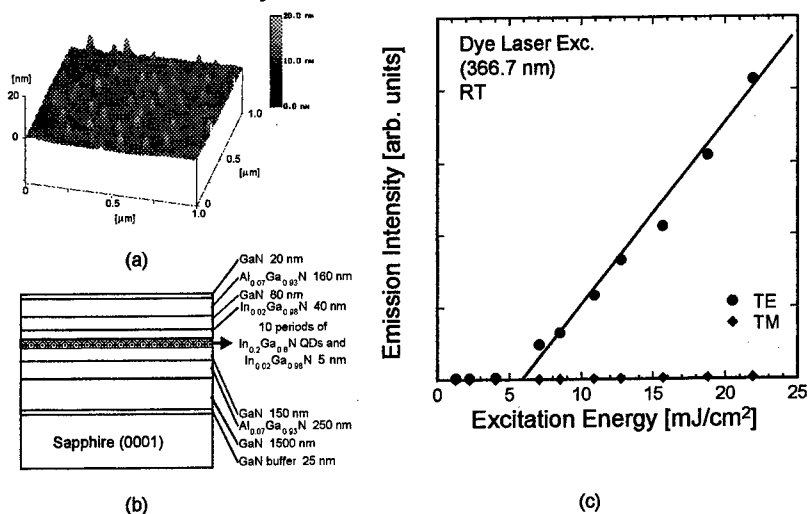 20.0 nm
10.0 nm
0.0 nm
[nm]
20
0
0
0.5
[µm]
1.0
0
0.5
[µm]
1.0
(a)
GaN 20 nm
Al0.07Ga0.93N 160 nm
GaN 80 nm
In0.02Ga0.98N 40 nm
10 periods of
In0.2Ga0.8N QDs and
In0.02Ga0.98N 5 nm
GaN 150 nm
Al0.07Ga0.93N 250 nm
GaN 1500 nm
GaN buffer 25 nm
Sapphire (0001)
(b)
Dye Laser Exc.
(366.7 nm)
RT
Emission Intensity [arb. units]
TE
TM
0 5 10 15 20 25
Excitation Energy [mJ/cm²]
(c)